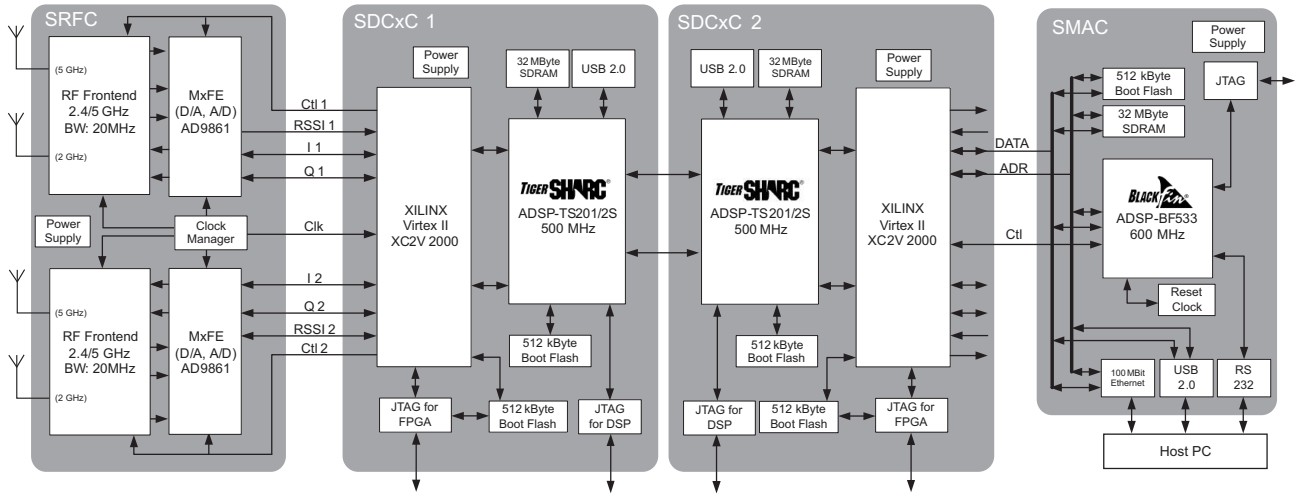 SRFC
(5 GHz)
RF Frontend
2.4/5 GHz
BW: 20MHz
(2 GHz)
MxFE
(D/A, A/D)
AD9861
Power
Supply
Clock
Manager
(5 GHz)
RF Frontend
2.4/5 GHz
BW: 20MHz
(2 GHz)
MxFE
(D/A, A/D)
AD9861
Ctl 1
RSSI 1
I 1
Q 1
Clk
I 2
Q 2
RSSI 2
Ctl 2
SDCxC 1
Power
Supply
32 MByte
SDRAM
USB 2.0
XILINX
Virtex II
XC2V 2000
TIGER SHARC
ADSP-TS201/2S
500 MHz
512 kByte
Boot Flash
JTAG for
FPGA
512 kByte
Boot Flash
JTAG
for DSP
SDCxC 2
USB 2.0
32 MByte
SDRAM
Power
Supply
TIGER SHARC
ADSP-TS201/2S
500 MHz
XILINX
Virtex II
XC2V 2000
512 kByte
Boot Flash
JTAG for
DSP
512 kByte
Boot Flash
JTAG for
FPGA
DATA
ADR
Ctl
SMAC
Power
Supply
512 kByte
Boot Flash
JTAG
32 MByte
SDRAM
BLACKfin
ADSP-BF533
600 MHz
Reset
Clock
100 MBit
Ethernet
USB
2.0
RS
232
Host PC